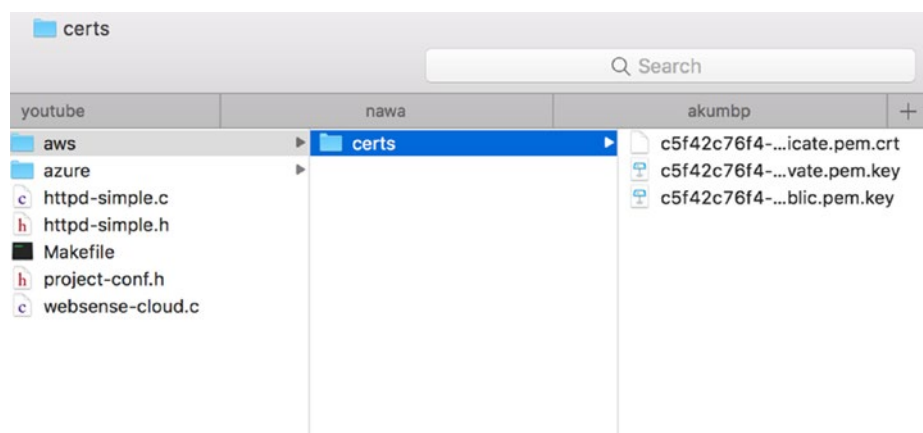 certs
Search
youtube
nawa
akumbp
+
aws
azure
c httpd-simple.c
h httpd-simple.h
Makefile
h project-conf.h
c websense-cloud.c
certs
c5f42c76f4-...icate.pem.crt
c5f42c76f4-...vate.pem.key
c5f42c76f4-...blic.pem.key